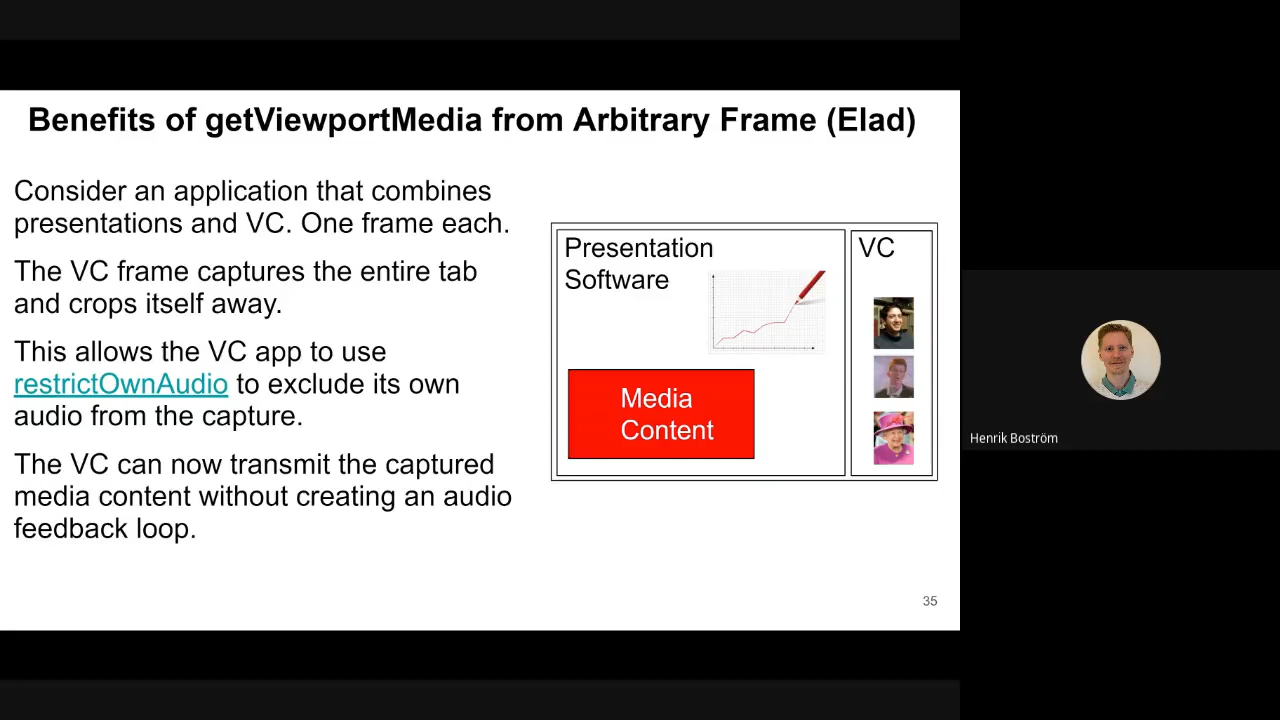 Benefits of getViewportMedia from Arbitrary Frame (Elad)
Consider an application that combines
presentations and VC. One frame each.
The VC frame captures the entire tab
and crops itself away.
This allows the VC app to use
restrictOwnAudio to exclude its own
audio from the capture.
The VC can now transmit the captured
media content without creating an audio
feedback loop.
Presentation
Software
VC
Media
Content
35
Henrik Boström